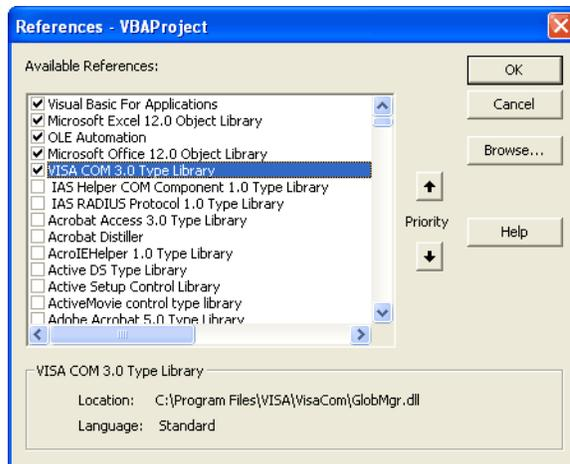 References - VBAProject
Available References:
OK
Cancel
Browse...
Priority
Help
Visual Basic For Applications
Microsoft Excel 12.0 Object Library
OLE Automation
Microsoft Office 12.0 Object Library
VISA COM 3.0 Type Library
IAS Helper COM Component 1.0 Type Library
IAS RADIUS Protocol 1.0 Type Library
Acrobat Access 3.0 Type Library
Acrobat Distiller
AcroIEHelper 1.0 Type Library
Active DS Type Library
Active Setup Control Library
ActiveMovie control type library
Adobe Acrobat 5.0 Type Library
VISA COM 3.0 Type Library
Location: C:\Program Files\VISA\VisaCom\GlobMgr.dll
Language: Standard